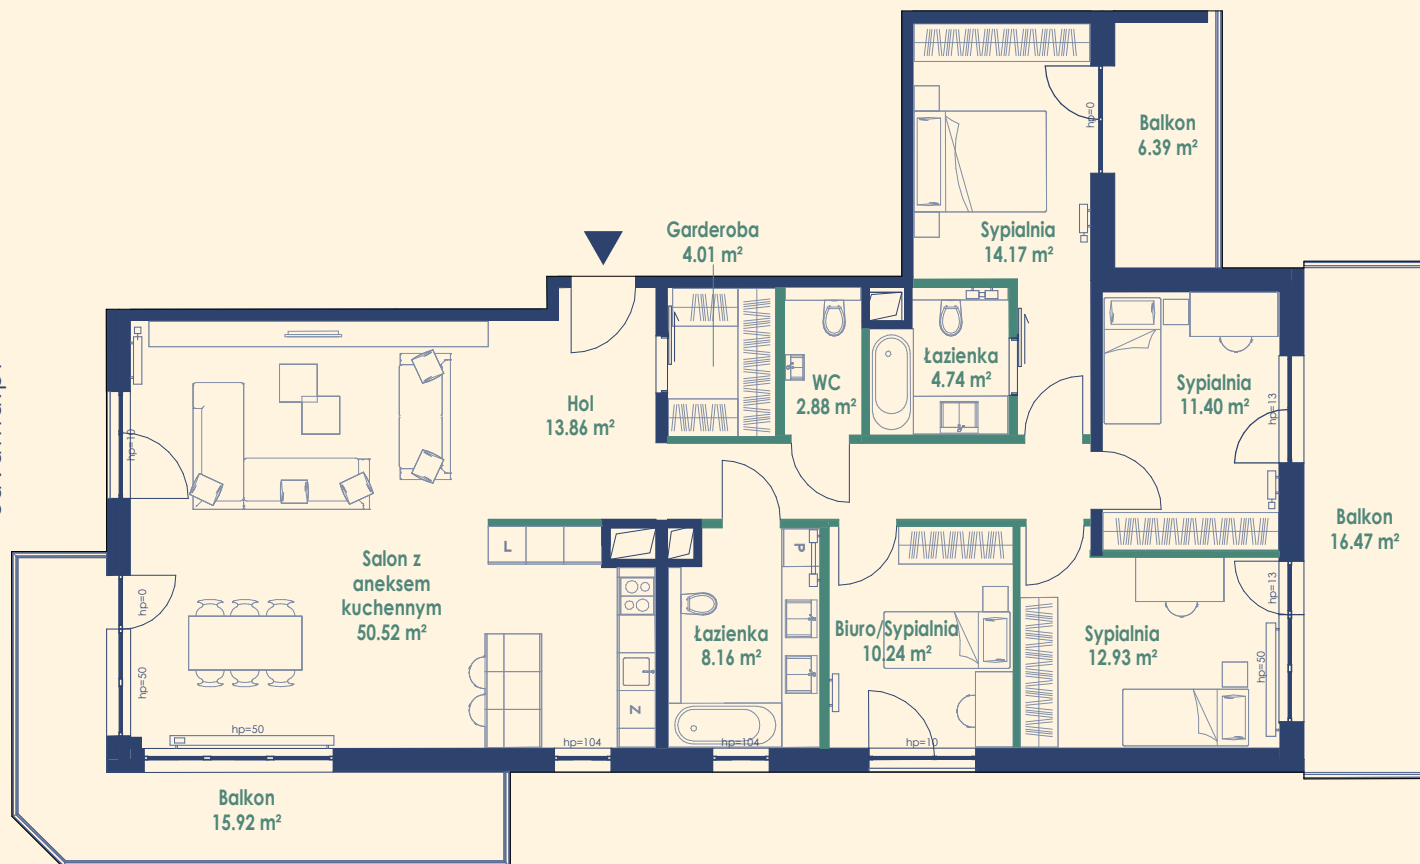 Balkon
6.39 m²
hp=0
Garderoba
4.01 m²
Sypialnia
14.17 m²
Łazienka
4.74 m²
WC
2.88 m²
Hol
13.86 m²
Sypialnia
11.40 m²
hp=13
hp=10
Balkon
16.47 m²
L
P
Salon z
aneksem
kuchennym
50.52 m²
hp=0
hp=50
Łazienka
8.16 m²
Biuro/Sypialnia
10.24 m²
Sypialnia
12.93 m²
hp=13
hp=50
Z
hp=50
hp=104
hp=104
hp=10
Balkon
15.92 m²